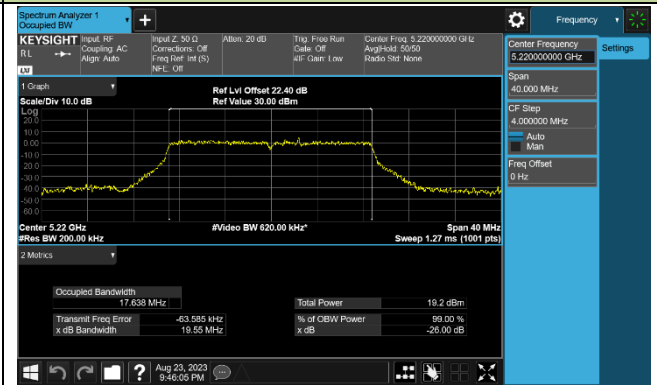 Spectrum Analyzer 1
Occupied BW
Frequency
KEYSIGHT
Input: RF
Coupling: AC
Align: Auto
Input Z: 50 Ω
Corrections: Off
Freq Ref: Int (S)
NFE: Off
Atten: 20 dB
Trig: Free Run
Gate: Off
#IF Gain: Low
Center Freq: 5.220000000 GHz
Avg|Hold: 50/50
Radio Std: None
RL
LXI
Center Frequency
5.220000000 GHz
Settings
Span
40.000 MHz
CF Step
4.000000 MHz
Auto
Man
Freq Offset
0 Hz
1 Graph
Scale/Div 10.0 dB
Ref Lvl Offset 22.40 dB
Ref Value 30.00 dBm
Log
20.0
10.0
0.00
-10.0
-20.0
-30.0
-40.0
-50.0
-60.0
Center 5.22 GHz
#Video BW 620.00 kHz*
Span 40 MHz
#Res BW 200.00 kHz
Sweep 1.27 ms (1001 pts)
2 Metrics
Occupied Bandwidth
17.638 MHz
Total Power
19.2 dBm
Transmit Freq Error
-63.585 kHz
% of OBW Power
99.00 %
x dB Bandwidth
19.55 MHz
x dB
-26.00 dB
Aug 23, 2023
9:46:05 PM